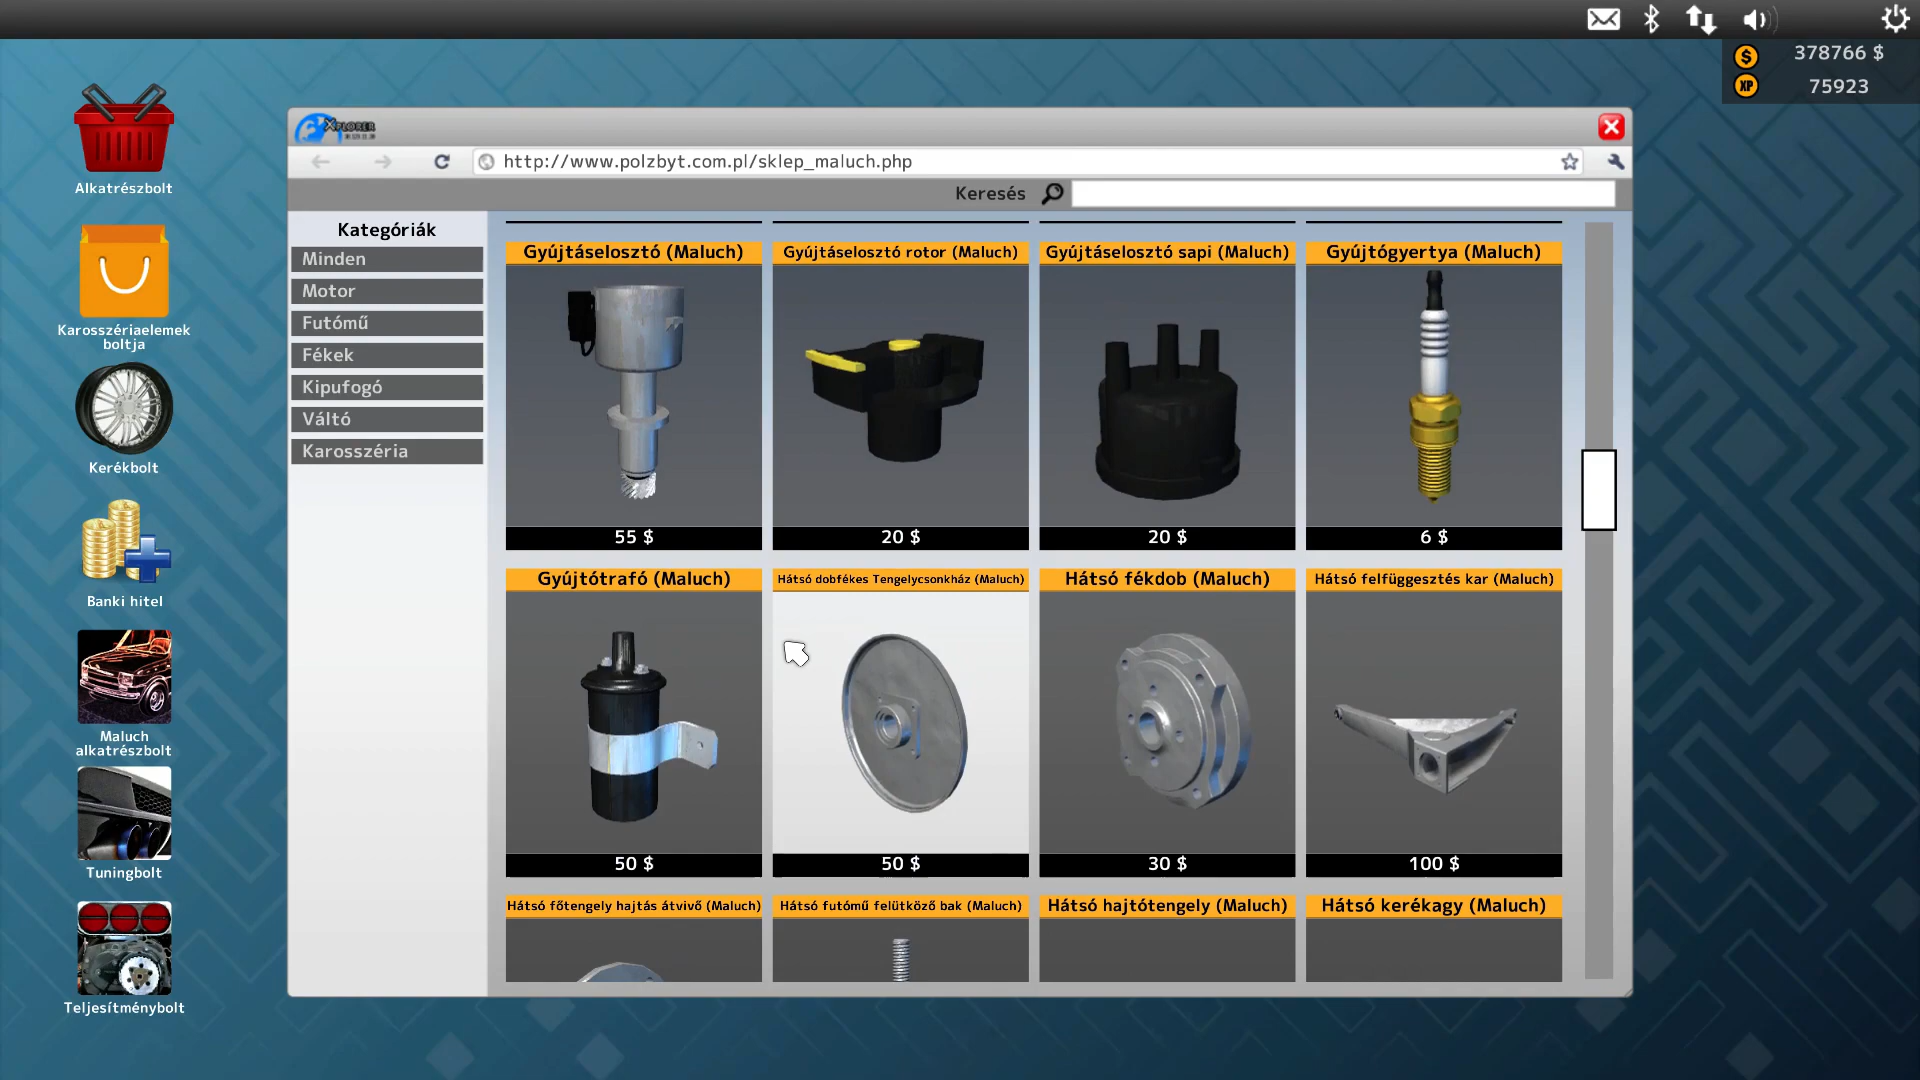 378766 $
XP
75923
Alkatrészbolt
Karosszériaelemek
boltja
Kerékbolt
Banki hitel
Maluch
alkatrészbolt
Tuningbolt
Teljesítménybolt
XPLORER
http://www.polzbyt.com.pl/sklep_maluch.php
Keresés
Kategóriák
Minden
Motor
Futómű
Fékek
Kipufogó
Váltó
Karosszéria
Gyújtáselosztó (Maluch)
55 $
Gyújtáselosztó rotor (Maluch)
20 $
Gyújtáselosztó sapi (Maluch)
20 $
Gyújtógyertya (Maluch)
6 $
Gyújtótrafó (Maluch)
50 $
Hátsó dobfékes Tengelycsonkház (Maluch)
50 $
Hátsó fékdob (Maluch)
30 $
Hátsó felfüggesztés kar (Maluch)
100 $
Hátsó főtengely hajtás átvivő (Maluch)
Hátsó futómű felütköző bak (Maluch)
Hátsó hajtótengely (Maluch)
Hátsó kerékagy (Maluch)